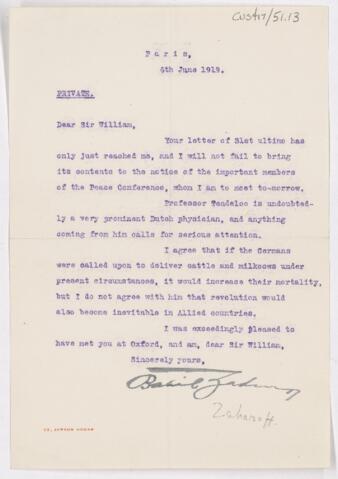 CUS417/51.13
Paris,
6th June 1919.
PRIVATE.
Dear Sir William,
Your letter of 31st ultimo has
only just reached me, and I will not fail to bring
its contents to the notice of the important members
of the Peace Conference, whom I am to meet to-morrow.
Professor Tendeloo is undoubted-
ly a very prominent Dutch physician, and anything
coming from him calls for serious attention.
I agree that if the Germans
were called upon to deliver cattle and milkcows under
present circumstances, it would increase their mortality,
but I do not agree with him that revolution would
also become inevitable in Allied countries.
I was exceedingly pleased to
have met you at Oxford, and am, dear Sir William,
Sincerely yours,
Basil Zaharoff
Zaharoff.
AVENUE HOCHE